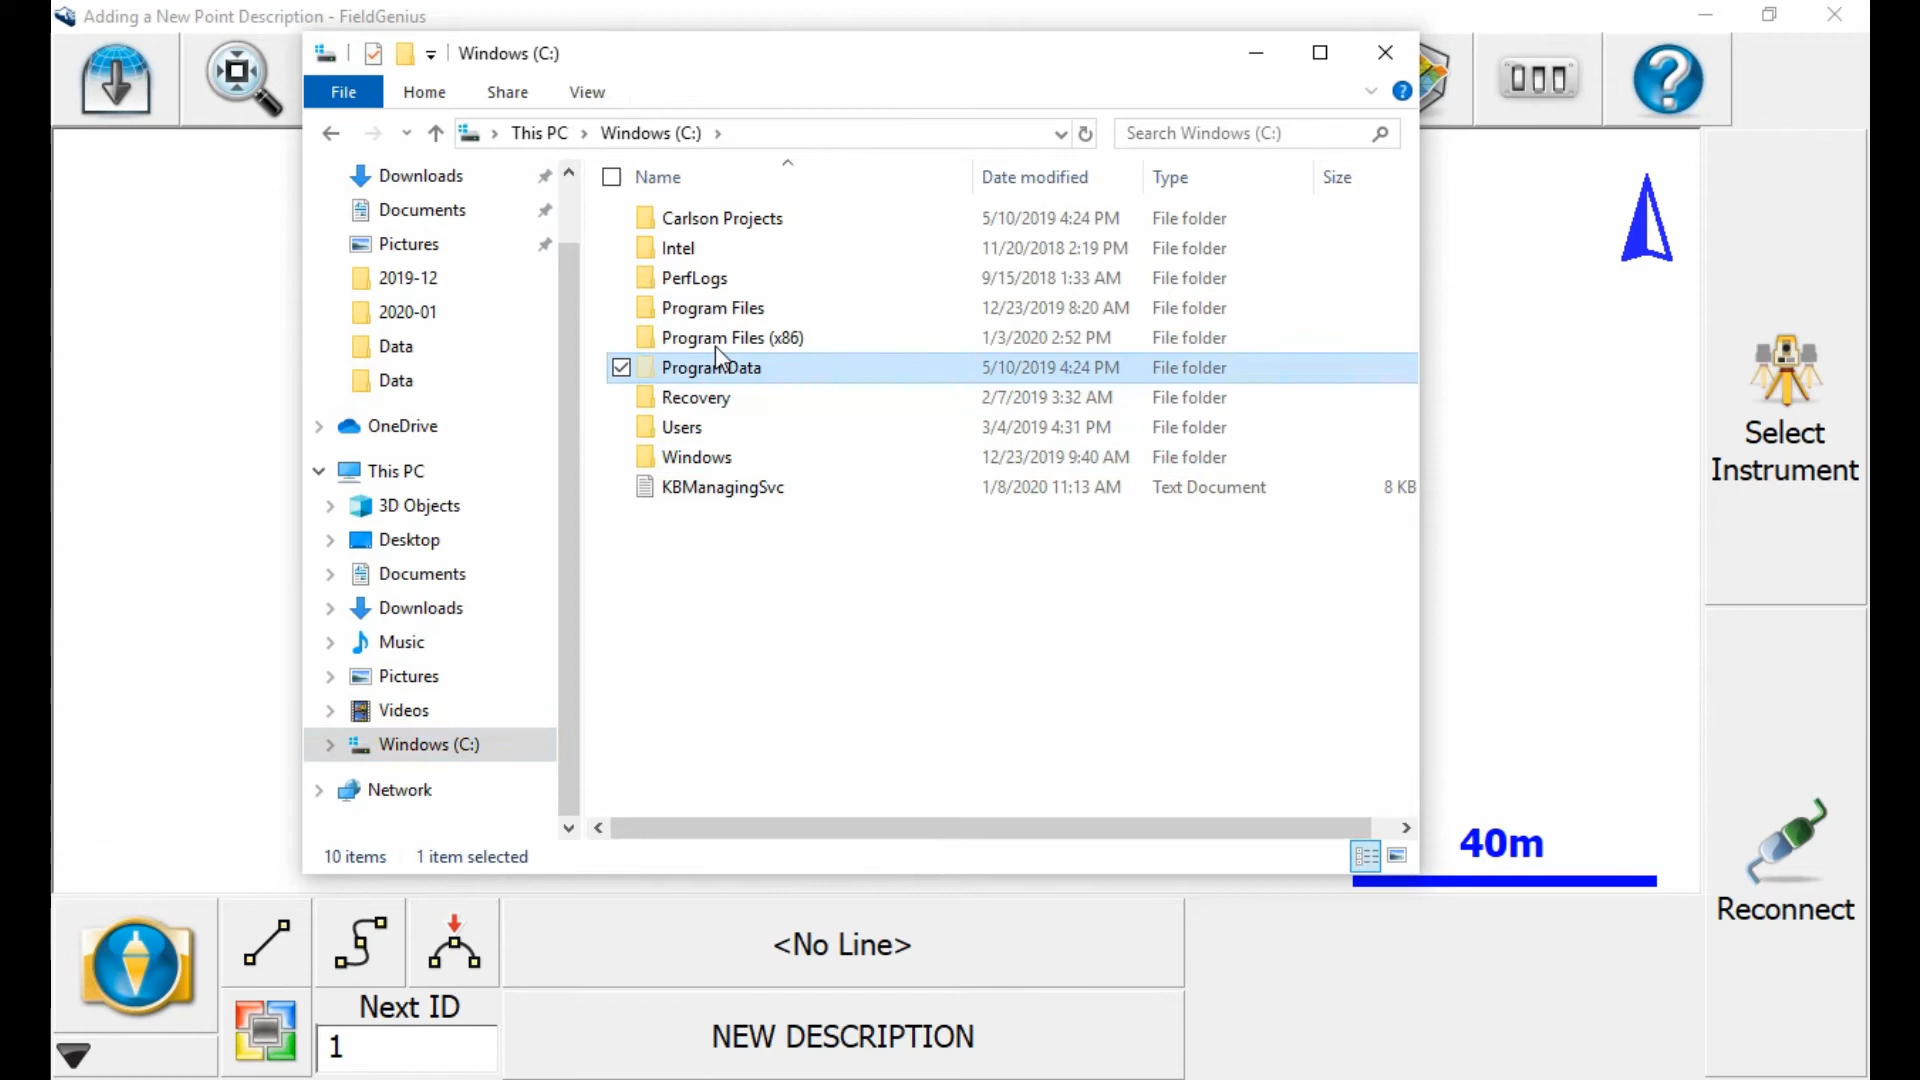 Adding a New Point Description - FieldGenius
Windows (C:)
File Home Share View
This PC Windows (C:)
Search Windows (C:)
Name Date modified Type Size
Carlson Projects 5/10/2019 4:24 PM File folder
Intel 11/20/2018 2:19 PM File folder
PerfLogs 9/15/2018 1:33 AM File folder
Program Files 12/23/2019 8:20 AM File folder
Program Files (x86) 1/3/2020 2:52 PM File folder
ProgramData 5/10/2019 4:24 PM File folder
Recovery 2/7/2019 3:32 AM File folder
Users 3/4/2019 4:31 PM File folder
Windows 12/23/2019 9:40 AM File folder
KBManagingSvc 1/8/2020 11:13 AM Text Document 8 KB
Downloads
Documents
Pictures
2019-12
2020-01
Data
Data
OneDrive
This PC
3D Objects
Desktop
Documents
Downloads
Music
Pictures
Videos
Windows (C:)
Network
10 items 1 item selected
Select
Instrument
40m
Reconnect
<No Line>
Next ID
1
NEW DESCRIPTION